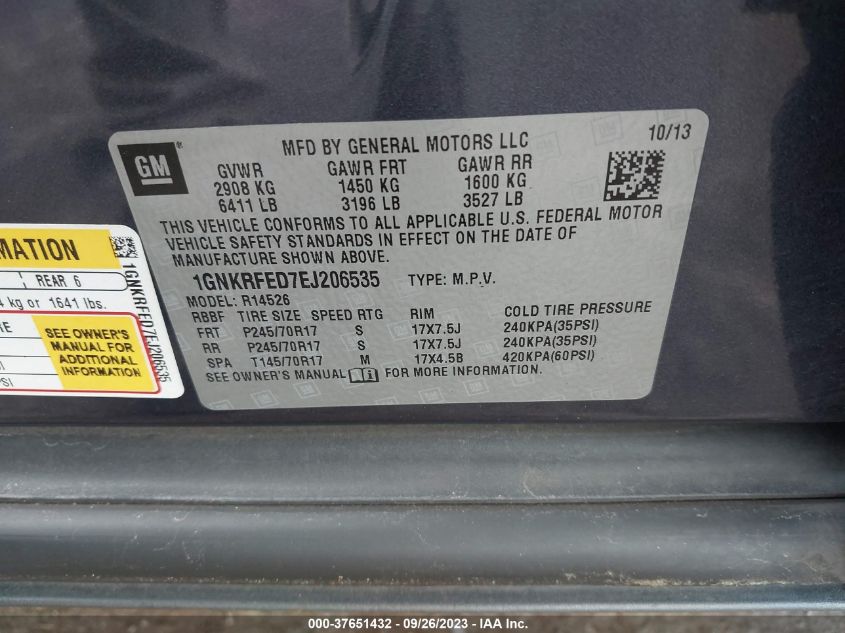 MFD BY GENERAL MOTORS LLC 10/13
GM
GVWR GAWR FRT GAWR RR
2908 KG 1450 KG 1600 KG
6411 LB 3196 LB 3527 LB
THIS VEHICLE CONFORMS TO ALL APPLICABLE U.S. FEDERAL MOTOR
VEHICLE SAFETY STANDARDS IN EFFECT ON THE DATE OF
MANUFACTURE SHOWN ABOVE.
1GNKRFED7EJ206535 TYPE: M.P.V.
MODEL: R14526
RBBF TIRE SIZE SPEED RTG RIM COLD TIRE PRESSURE
FRT P245/70R17 S 17X7.5J 240KPA(35PSI)
RR P245/70R17 S 17X7.5J 240KPA(35PSI)
SPA T145/70R17 M 17X4.5B 420KPA(60PSI)
SEE OWNER'S MANUAL FOR MORE INFORMATION.
MATION
REAR 6
kg or 1641 lbs.
SEE OWNER'S
MANUAL FOR
ADDITIONAL
INFORMATION
1GNKRFED7EJ206535
000-37651432 - 09/26/2023 - IAA Inc.